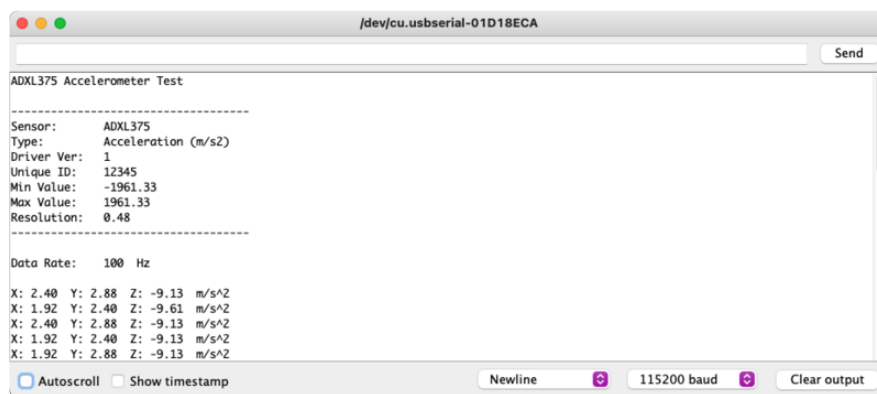 /dev/cu.usbserial-01D18ECA
Send
ADXL375 Accelerometer Test
------------------------------------
Sensor: ADXL375
Type: Acceleration (m/s2)
Driver Ver: 1
Unique ID: 12345
Min Value: -1961.33
Max Value: 1961.33
Resolution: 0.48
------------------------------------
Data Rate: 100 Hz
X: 2.40 Y: 2.88 Z: -9.13 m/s^2
X: 1.92 Y: 2.40 Z: -9.61 m/s^2
X: 2.40 Y: 2.88 Z: -9.13 m/s^2
X: 1.92 Y: 2.40 Z: -9.13 m/s^2
X: 1.92 Y: 2.88 Z: -9.13 m/s^2
Autoscroll Show timestamp Newline 115200 baud Clear output